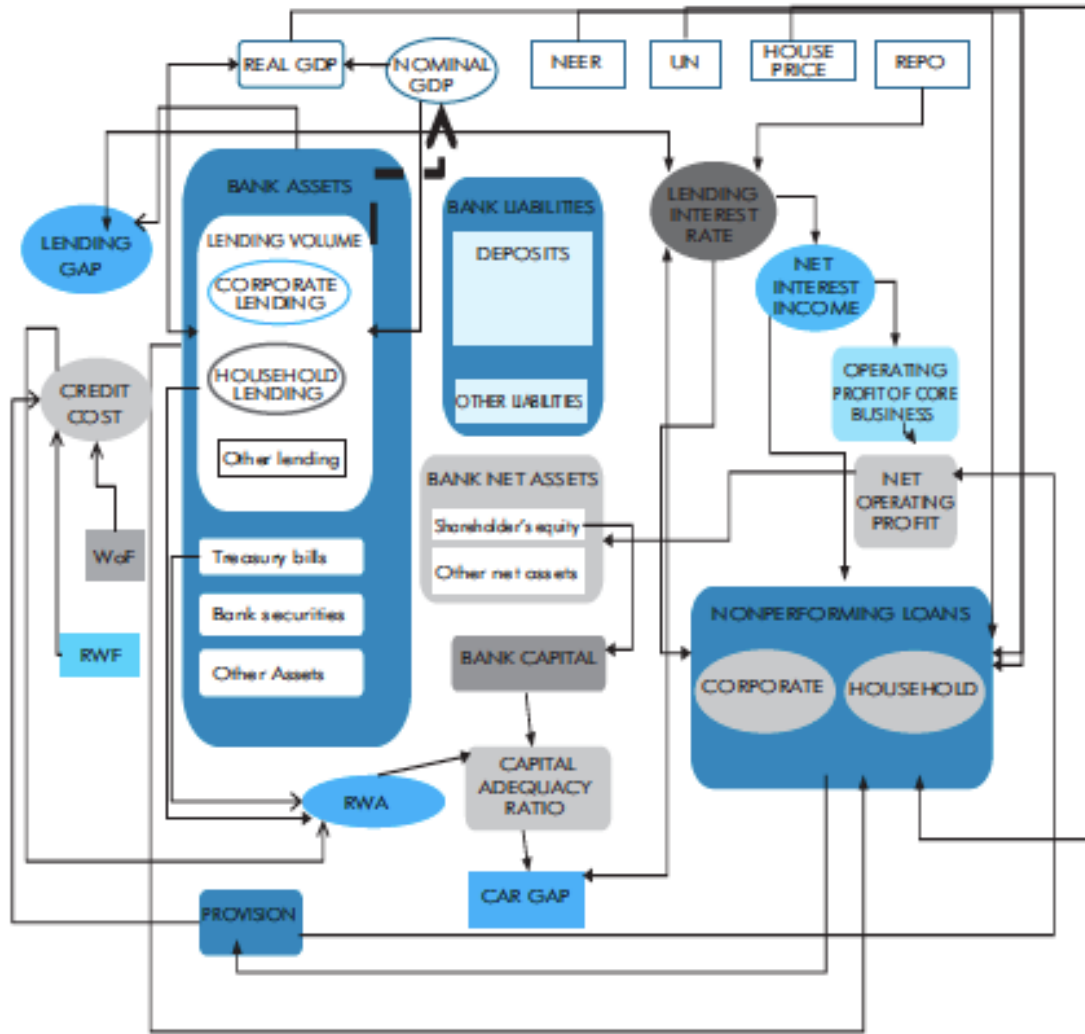 REAL GDP
NOMINAL
GDP
NEER
UN
HOUSE
PRICE
REPO
BANK ASSETS
BANK LIABILITIES
LENDING
INTEREST
RATE
LENDING
GAP
LENDING VOLUME
DEPOSITS
NET
INTEREST
INCOME
CORPORATE
LENDING
HOUSEHOLD
LENDING
CREDIT
COST
OTHER LIABILITIES
OPERATING
PROFIT OF CORE
BUSINESS
Other lending
BANK NET ASSETS
NET
OPERATING
PROFIT
Shareholder's equity
Other net assets
WoF
Treasury bills
Bank securities
NONPERFORMING LOANS
RWF
Other Assets
BANK CAPITAL
CORPORATE
HOUSEHOLD
RWA
CAPITAL
ADEQUACY
RATIO
CAR GAP
PROVISION